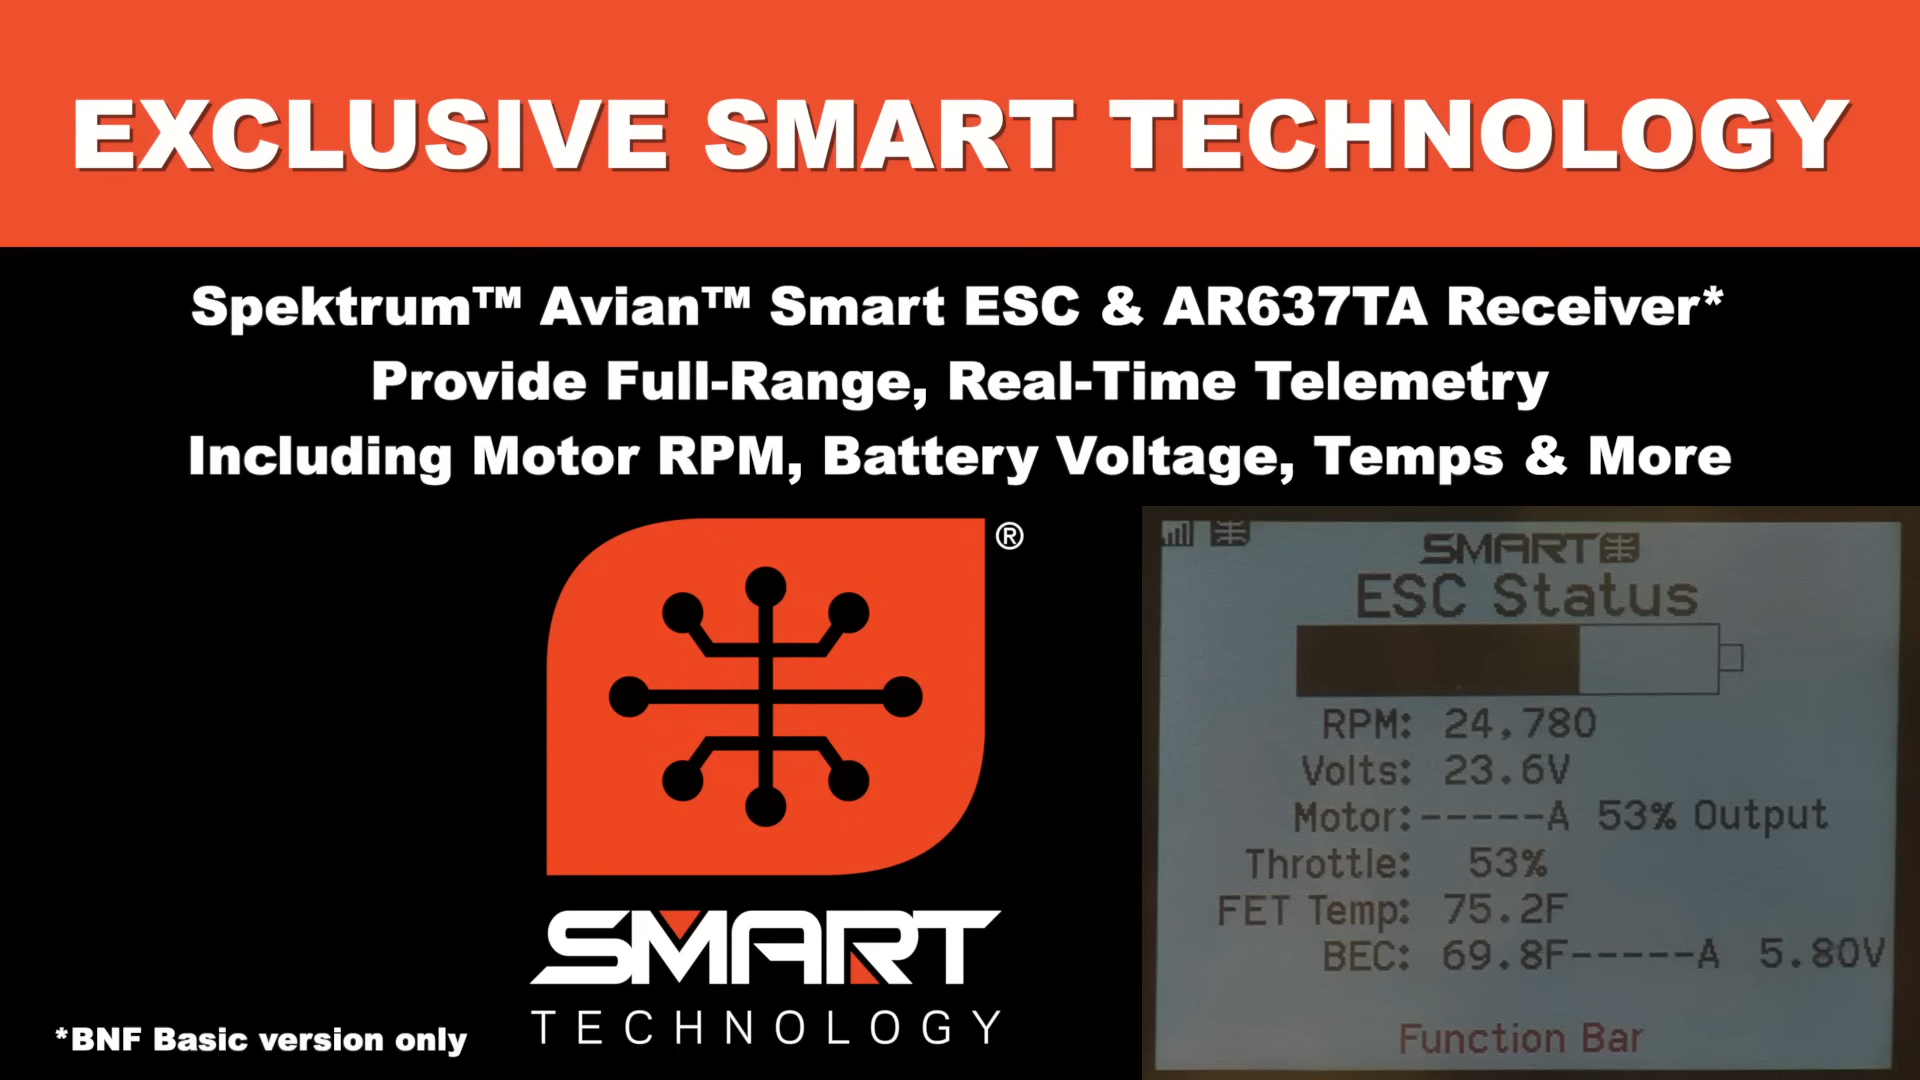 EXCLUSIVE SMART TECHNOLOGY
Spektrum™ Avian™ Smart ESC & AR637TA Receiver*
Provide Full-Range, Real-Time Telemetry
Including Motor RPM, Battery Voltage, Temps & More
®
SMART
TECHNOLOGY
*BNF Basic version only
SMART
ESC Status
RPM: 24,780
Volts: 23.6V
Motor:-----A 53% Output
Throttle: 53%
FET Temp: 75.2F
BEC: 69.8F-----A 5.80V
Function Bar